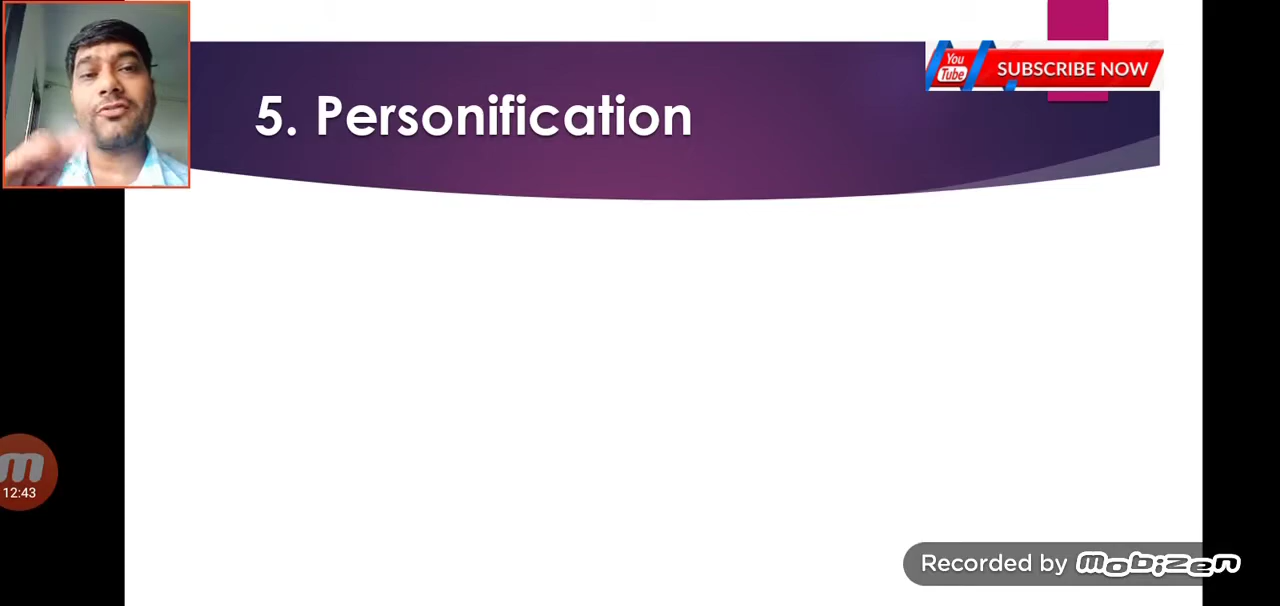 You
Tube
SUBSCRIBE NOW
5. Personification
m
12:43
Recorded by mobizen